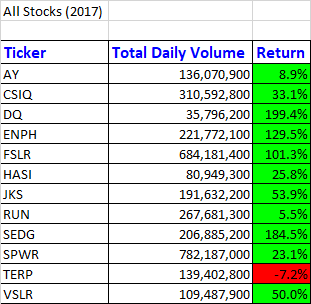 All Stocks (2017)
Ticker Total Daily Volume Return
AY 136,070,900 8.9%
CSIQ 310,592,800 33.1%
DQ 35,796,200 199.4%
ENPH 221,772,100 129.5%
FSLR 684,181,400 101.3%
HASI 80,949,300 25.8%
JKS 191,632,200 53.9%
RUN 267,681,300 5.5%
SEDG 206,885,200 184.5%
SPWR 782,187,000 23.1%
TERP 139,402,800 -7.2%
VSLR 109,487,900 50.0%